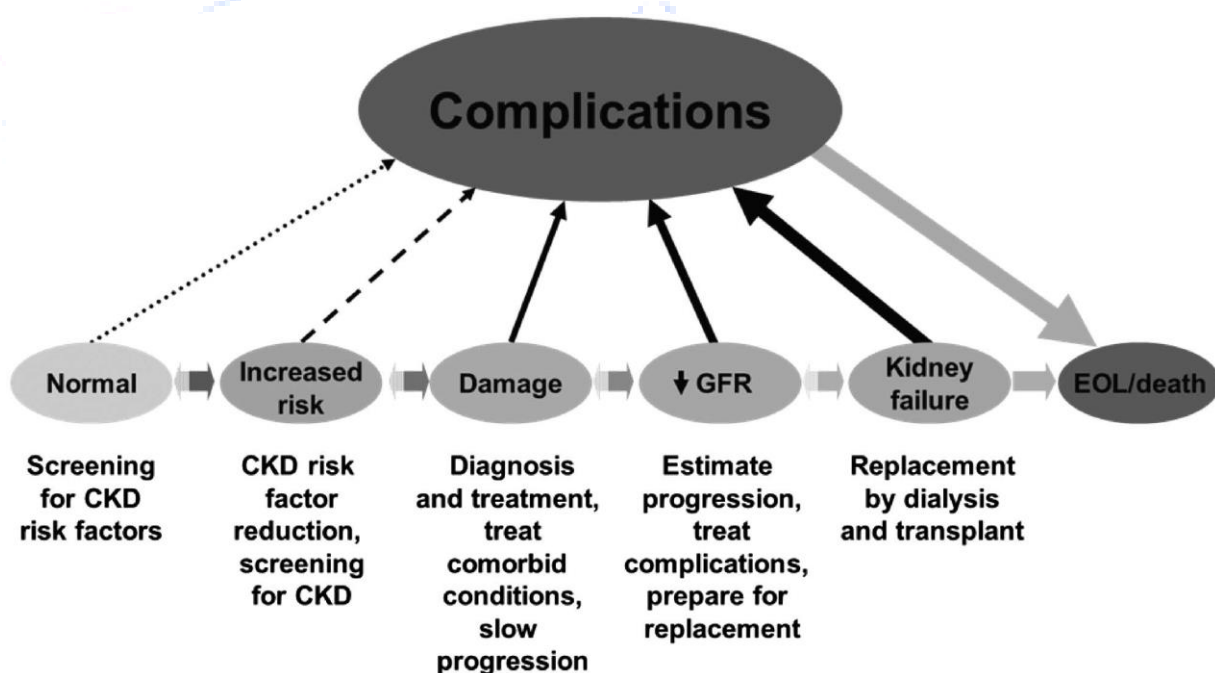 Complications
Normal
Increased
risk
Damage
↓ GFR
Kidney
failure
EOL/death
Screening
for CKD
risk factors
CKD risk
factor
reduction,
screening
for CKD
Diagnosis
and treatment,
treat
comorbid
conditions,
slow
progression
Estimate
progression,
treat
complications,
prepare for
replacement
Replacement
by dialysis
and transplant